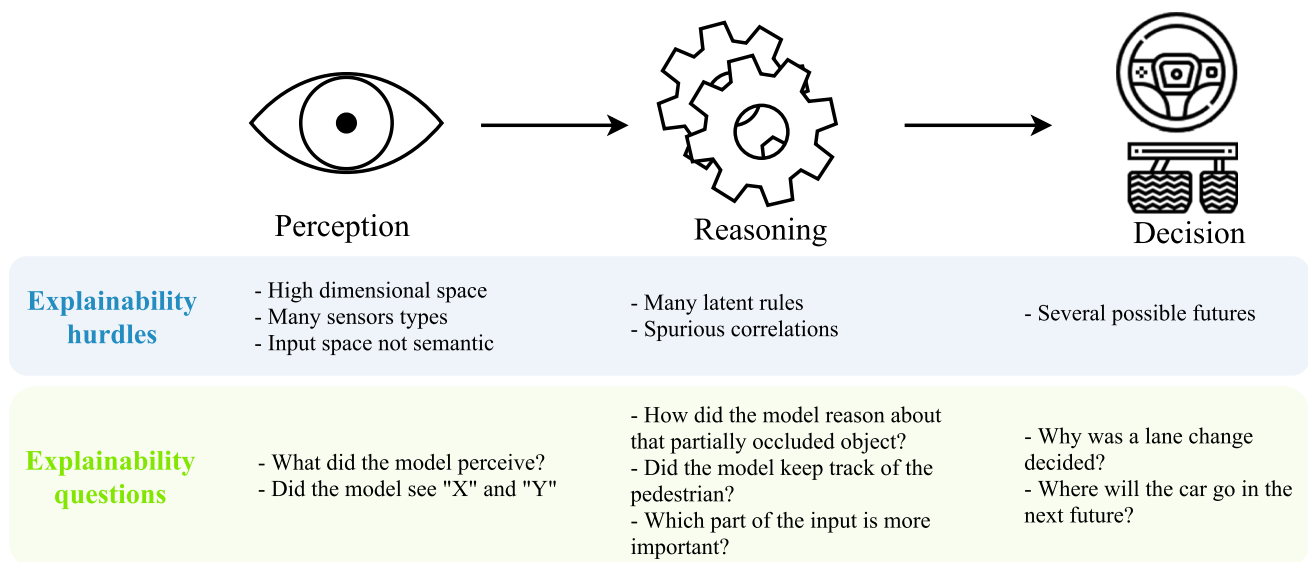 Perception
Reasoning
Decision
Explainability
hurdles
- High dimensional space
- Many sensors types
- Input space not semantic
- Many latent rules
- Spurious correlations
- Several possible futures
Explainability
questions
- What did the model perceive?
- Did the model see "X" and "Y"
- How did the model reason about
that partially occluded object?
- Did the model keep track of the
pedestrian?
- Which part of the input is more
important?
- Why was a lane change
decided?
- Where will the car go in the
next future?